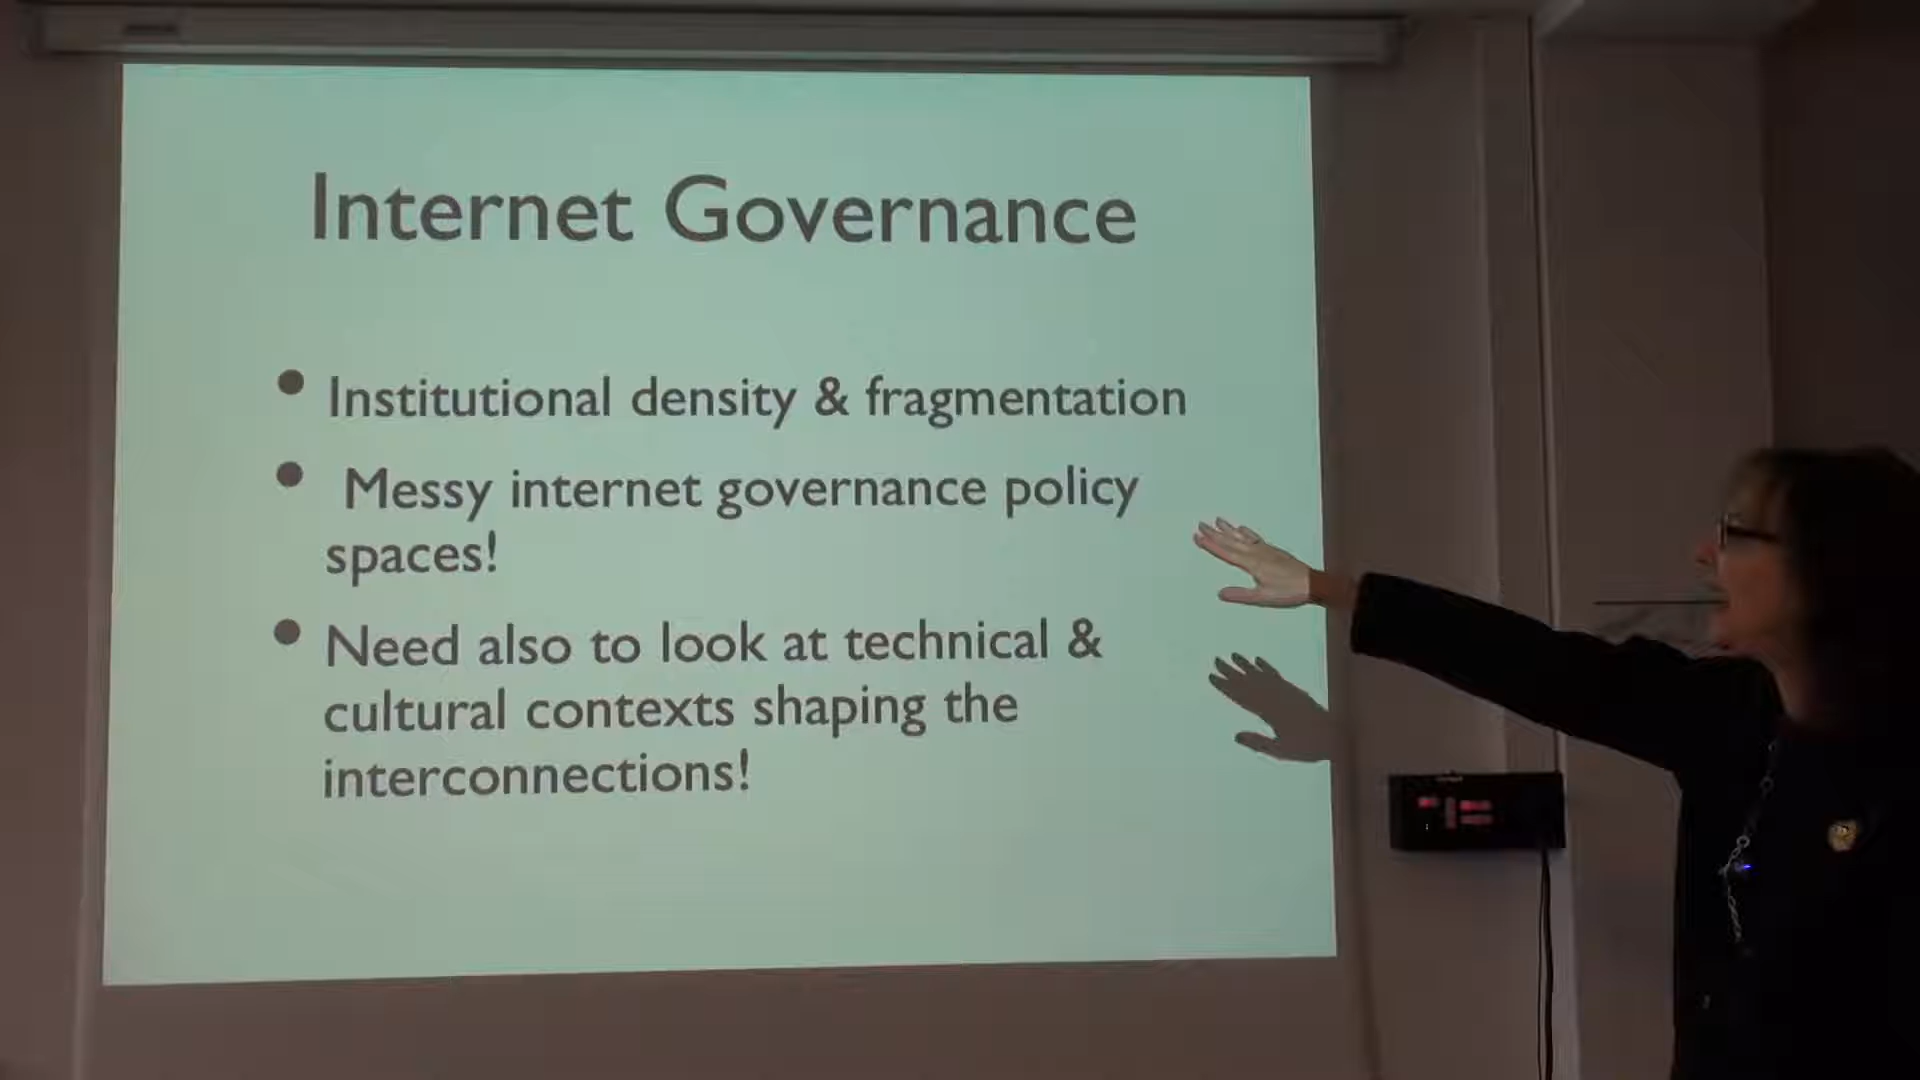 Internet Governance
• Institutional density & fragmentation
• Messy internet governance policy
spaces!
• Need also to look at technical &
cultural contexts shaping the
interconnections!